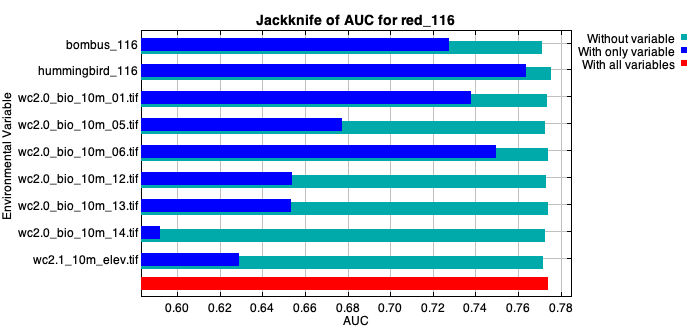 Jackknife of AUC for red_116
Without variable
With only variable
With all variables
Environmental Variable
bombus_116
hummingbird_116
wc2.0_bio_10m_01.tif
wc2.0_bio_10m_05.tif
wc2.0_bio_10m_06.tif
wc2.0_bio_10m_12.tif
wc2.0_bio_10m_13.tif
wc2.0_bio_10m_14.tif
wc2.1_10m_elev.tif
0.60 0.62 0.64 0.66 0.68 0.70 0.72 0.74 0.76 0.78
AUC